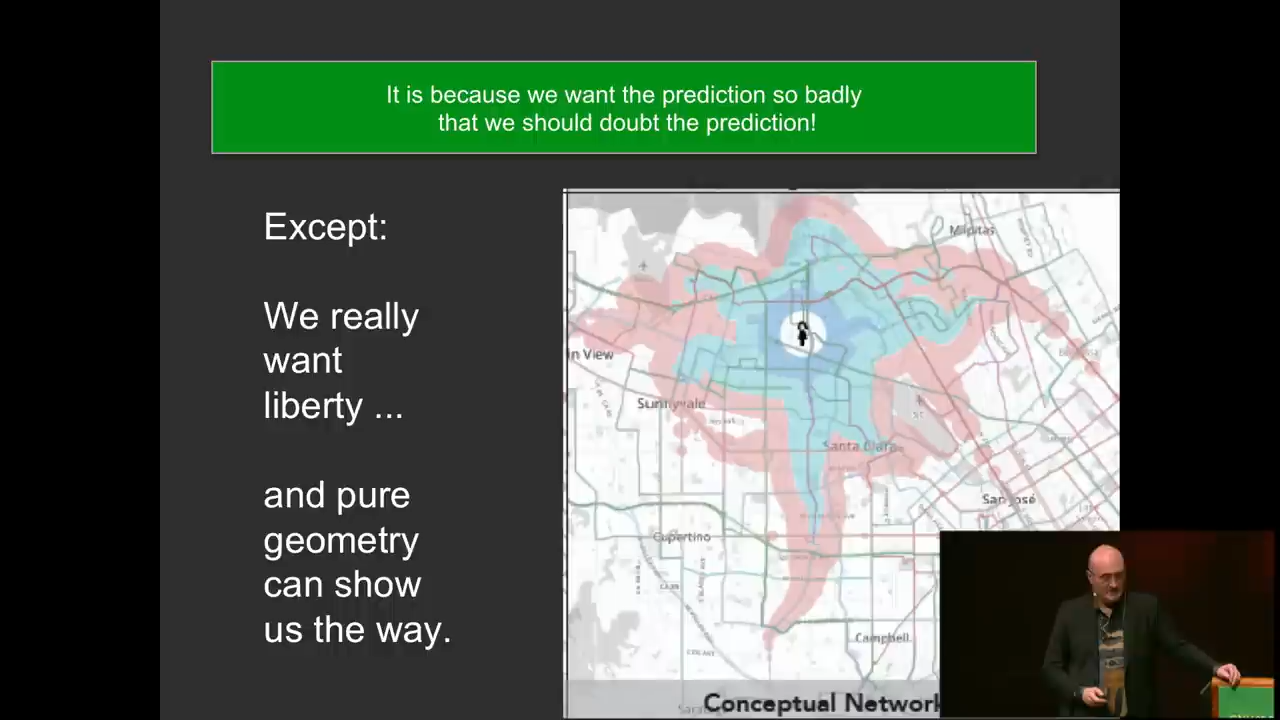 It is because we want the prediction so badly
that we should doubt the prediction!
Except:
We really
want
liberty ...
and pure
geometry
can show
us the way.
Milpitas
n View
Sunnyvale
Santa Clara
San José
Cupertino
Campbell
Conceptual Network